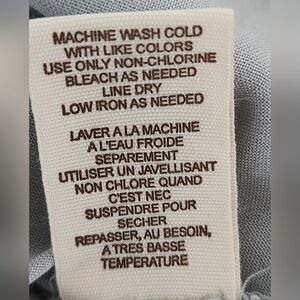 MACHINE WASH COLD
WITH LIKE COLORS
USE ONLY NON-CHLORINE
BLEACH AS NEEDED
LINE DRY
LOW IRON AS NEEDED
LAVER A LA MACHINE
A L'EAU FROIDE
SEPAREMENT
UTILISER UN JAVELLISANT
NON CHLORE QUAND
C'EST NEC
SUSPENDRE POUR
SECHER
REPASSER, AU BESOIN,
A TRES BASSE
TEMPERATURE